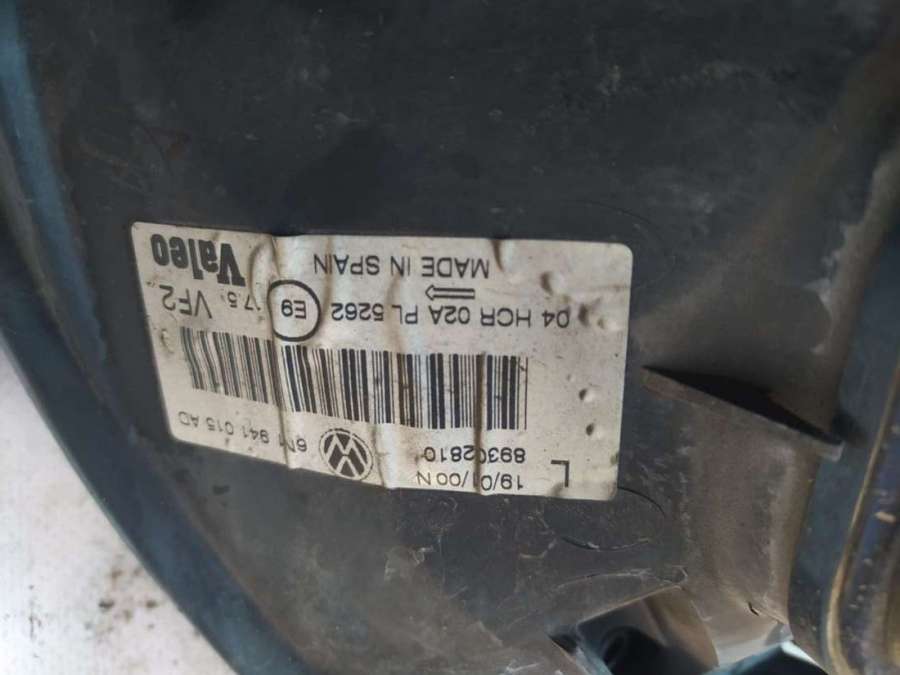 L 19/01/00 N
89302810 6N1 941 015 AD
04 HCR 02A PL 5262 E9 17.5 VF2
MADE IN SPAIN Valeo